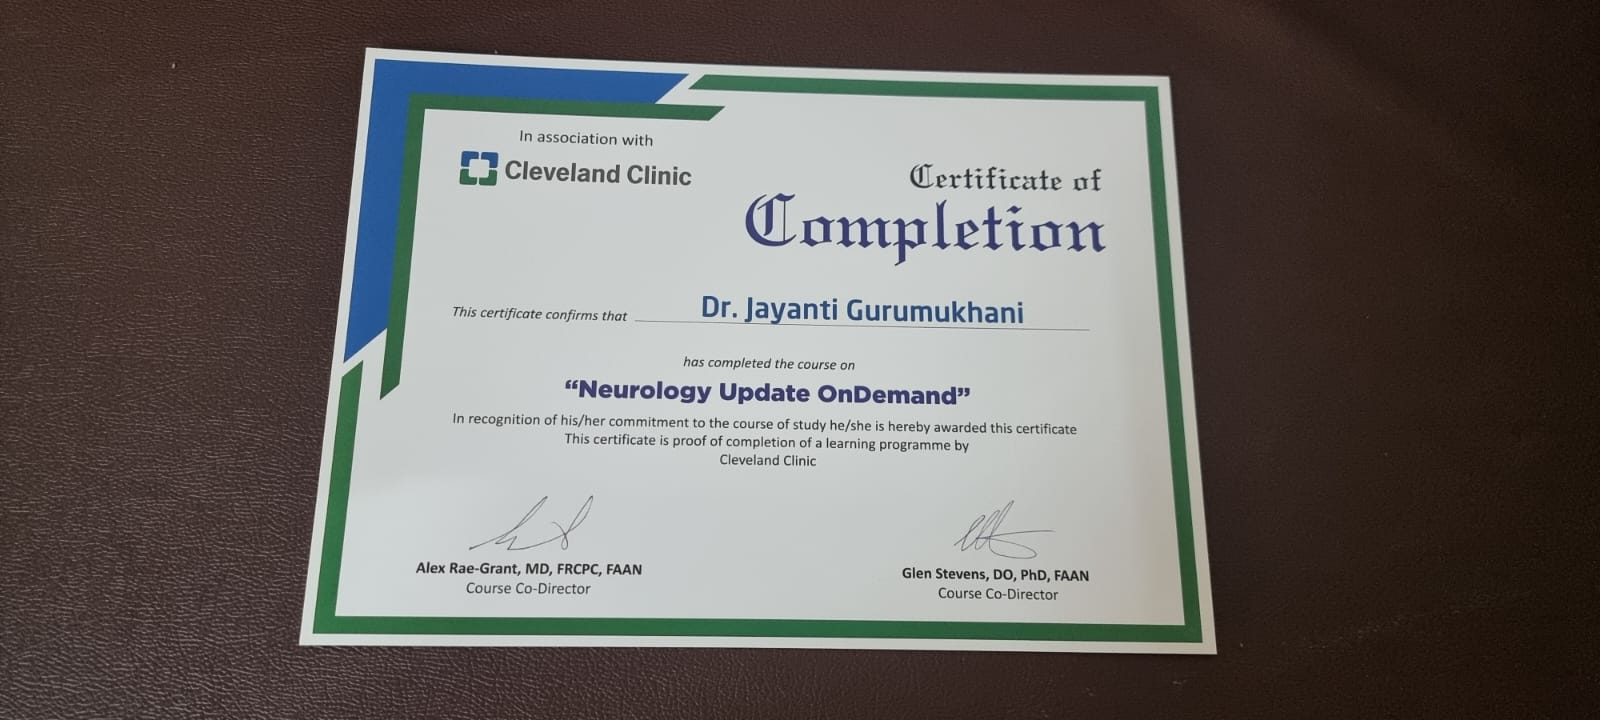 In association with
Cleveland Clinic
Certificate of
Completion
This certificate confirms that Dr. Jayanti Gurumukhani
has completed the course on
“Neurology Update OnDemand”
In recognition of his/her commitment to the course of study he/she is hereby awarded this certificate
This certificate is proof of completion of a learning programme by
Cleveland Clinic
Alex Rae-Grant, MD, FRCPC, FAAN
Course Co-Director
Glen Stevens, DO, PhD, FAAN
Course Co-Director